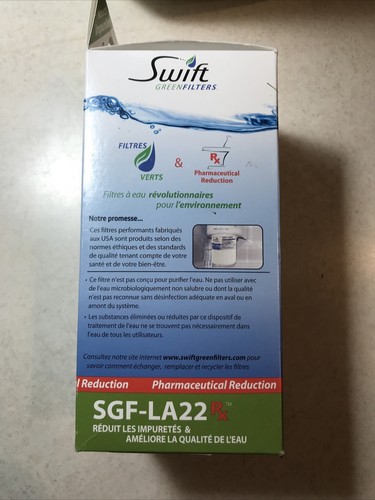 Swift
GREENFILTERS
FILTRES
VERTS
&
Rx
Pharmaceutical
Reduction
Filtres à eau révolutionnaires
pour l'environnement
Notre promesse...
Ces filtres performants fabriqués
aux USA sont produits selon des
normes éthiques et des standards
de qualité tenant compte de votre
santé et de votre bien-être.
• Ce filtre n'est pas conçu pour purifier l'eau. Ne pas utiliser avec
de l'eau microbiologiquement non salubre ou dont la qualité
n'est pas reconnue sans désinfection adéquate en aval ou en
amont du système.
• Les substances éliminées ou réduites par ce dispositif de
traitement de l'eau ne se trouvent pas nécessairement dans
l'eau de tous les utilisateurs.
Consultez notre site internet www.swiftgreenfilters.com pour
savoir comment échanger, remplacer et recycler les filtres
l Reduction Pharmaceutical Reduction
SGF-LA22 Rx™
RÉDUIT LES IMPURETÉS &
AMÉLIORE LA QUALITÉ DE L'EAU